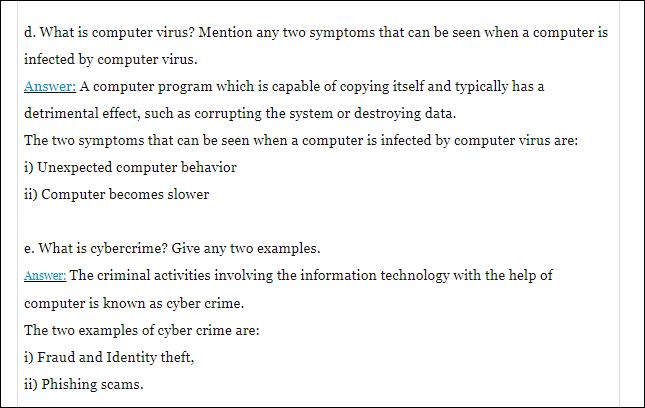 d. What is computer virus? Mention any two symptoms that can be seen when a computer is
infected by computer virus.
Answer: A computer program which is capable of copying itself and typically has a
detrimental effect, such as corrupting the system or destroying data.
The two symptoms that can be seen when a computer is infected by computer virus are:
i) Unexpected computer behavior
ii) Computer becomes slower
e. What is cybercrime? Give any two examples.
Answer: The criminal activities involving the information technology with the help of
computer is known as cyber crime.
The two examples of cyber crime are:
i) Fraud and Identity theft,
ii) Phishing scams.